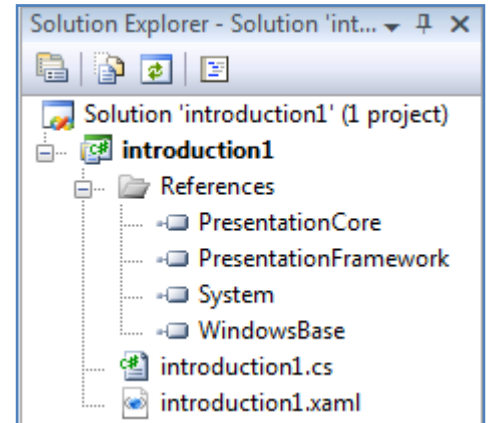 Solution Explorer - Solution 'int...
Solution 'introduction1' (1 project)
introduction1
References
PresentationCore
PresentationFramework
System
WindowsBase
introduction1.cs
introduction1.xaml